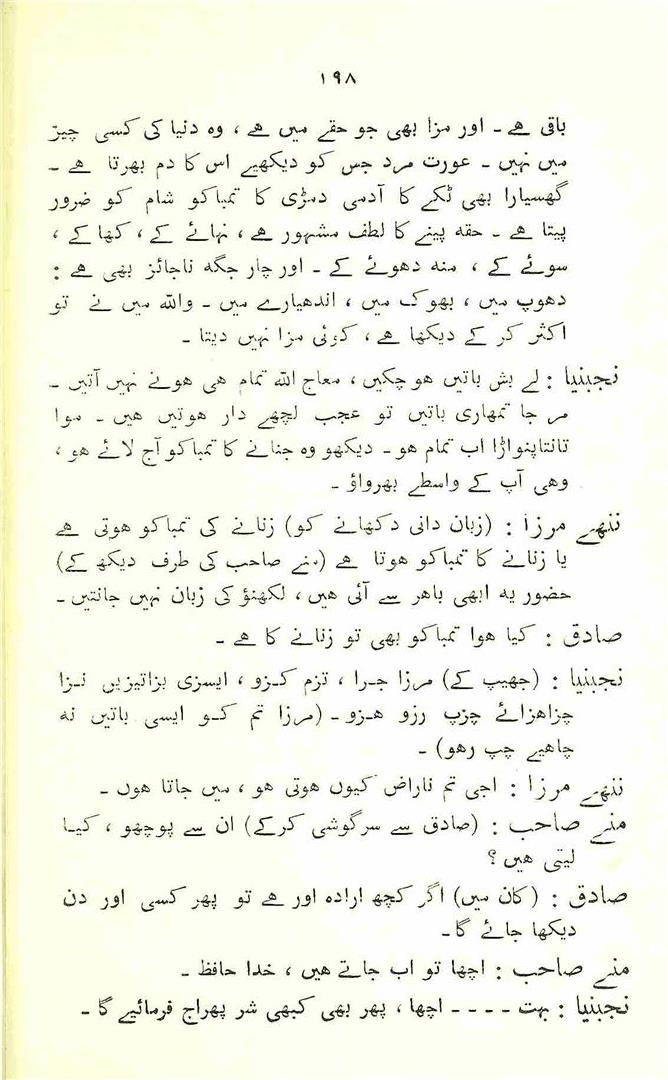 ۱۹۸
باقی ہے۔ اور مزا بھی جو حقے میں ہے، وہ دنیا کی کسی چیز
میں نہیں۔ عورت مرد جس کو دیکھیے اس کا دم بھرتا ہے۔
گھسیارا بھی ٹکے کا آدمی دمڑی کا تمباکو شام کو ضرور
پیتا ہے۔ حقہ پینے کا لطف مشہور ہے، نہائے کے، کھا کے،
سوئے کے، منہ دھوئے کے۔ اور چار جگہ ناجائز بھی ہے :
دھوپ میں، بھوک میں، اندھیارے میں۔ واللہ میں نے تو
اکثر کر کے دیکھا ہے، کوئی مزا نہیں دیتا۔
نجبنیا : لے بش باتیں ہو چکیں، معاج اللہ تمام ہی ہونے نہیں آتیں۔
مر جا تمھاری باتیں تو عجب لچھے دار ہوتیں ہیں۔ موا
تانتاپنواڑا اب تمام ہو۔ دیکھو وہ جنانے کا تمباکو آج لائے ہو،
وہی آپ کے واسطے بھرواؤ۔
ننھے مرزا : (زبان دانی دکھانے کو) زنانے کی تمباکو ہوتی ہے
یا زنانے کا تمباکو ہوتا ہے (منے صاحب کی طرف دیکھ کے)
حضور یہ ابھی باہر سے آئی ہیں، لکھنؤ کی زبان نہیں جانتیں۔
صادق : کیا ہوا تمباکو بھی تو زنانے کا ہے۔
نجبنیا : (جھیپ کے) مرزا جرا، تزم کزو، ایسزی بزاتیزیں نزا
چزاہزائے چزپ رزو ہزو۔ (مرزا تم کو ایسی باتیں نہ
چاہیے چپ رہو)۔
ننھے مرزا : اجی تم ناراض کیوں ہوتی ہو، میں جاتا ہوں۔
منے صاحب : (صادق سے سرگوشی کرکے) ان سے پوچھو، کیا
لیتی ہیں؟
صادق : (کان میں) اگر کچھ ارادہ اور ہے تو پھر کسی اور دن
دیکھا جائے گا۔
منے صاحب : اچھا تو اب جاتے ہیں، خدا حافظ۔
نجبنیا : بہت ۔۔۔۔ اچھا، پھر بھی کبھی شر پھراج فرمائیے گا۔